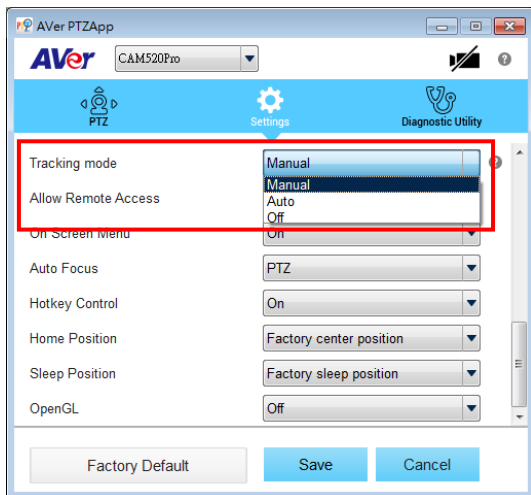 AVer PTZApp
AVer CAM520Pro
PTZ Settings Diagnostic Utility
Tracking mode Manual
Manual
Allow Remote Access Auto
Off
On Screen Menu On
Auto Focus PTZ
Hotkey Control On
Home Position Factory center position
Sleep Position Factory sleep position
OpenGL Off
Factory Default Save Cancel